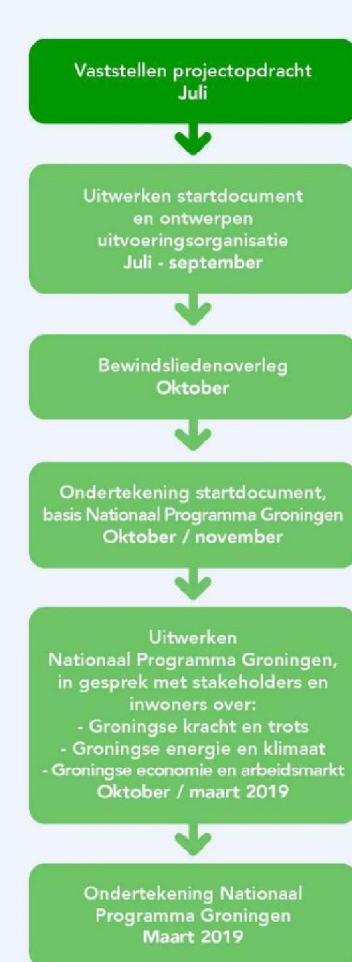 Vaststellen projectopdracht
Juli
Uitwerken startdocument
en ontwerpen
uitvoeringsorganisatie
Juli - september
Bewindsliedenoverleg
Oktober
Ondertekening startdocument,
basis Nationaal Programma Groningen
Oktober / november
Uitwerken
Nationaal Programma Groningen,
in gesprek met stakeholders en
inwoners over:
- Groningse kracht en trots
- Groningse energie en klimaat
- Groningse economie en arbeidsmarkt
Oktober / maart 2019
Ondertekening Nationaal
Programma Groningen
Maart 2019